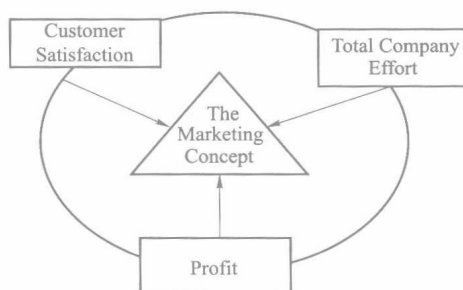 Customer
Satisfaction
Total Company
Effort
The
Marketing
Concept
Profit